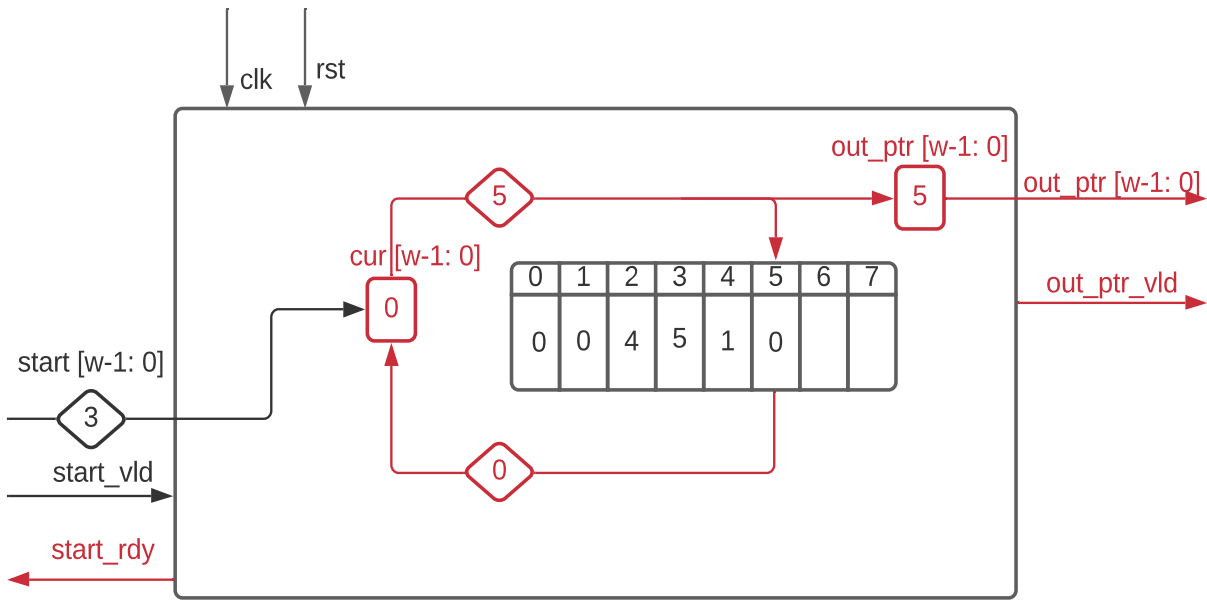 clk
rst
out_ptr [w-1: 0]
out_ptr [w-1: 0]
5
5
cur [w-1: 0]
0 1 2 3 4 5 6 7
0
0 0 4 5 1 0
out_ptr_vld
start [w-1: 0]
3
start_vld
0
start_rdy